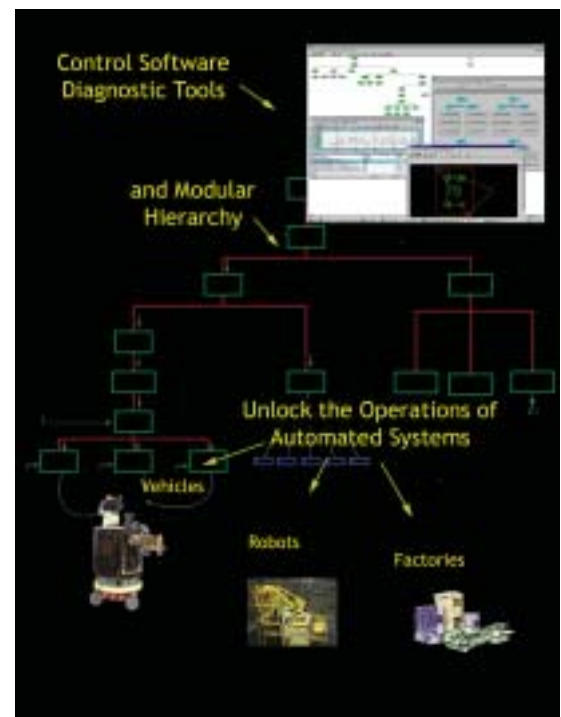 Control Software
Diagnostic Tools
and Modular
Hierarchy
Unlock the Operations of
Automated Systems
Vehicles
Robots
Factories